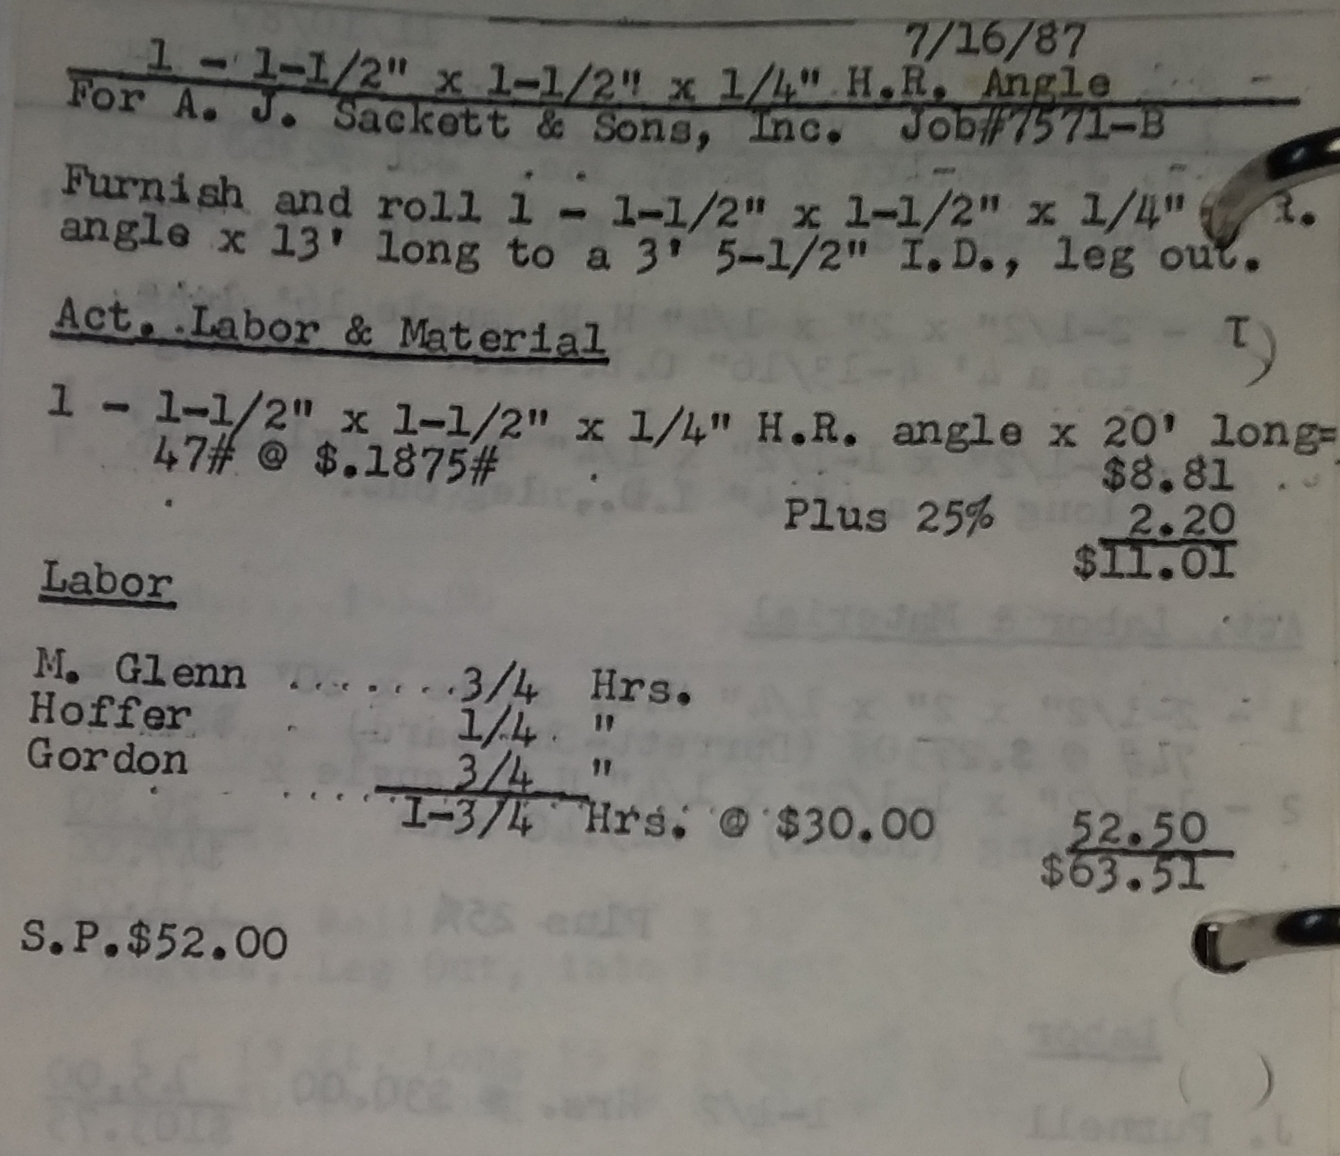 7/16/87
1 - 1-1/2" x 1-1/2" x 1/4" H.R. Angle
For A. J. Sackett & Sons, Inc. Job#7571-B
Furnish and roll 1 - 1-1/2" x 1-1/2" x 1/4" R.
angle x 13' long to a 3' 5-1/2" I.D., leg out.
Act. Labor & Material
1 - 1-1/2" x 1-1/2" x 1/4" H.R. angle x 20' long=
47# @ $.1875# $8.81
Plus 25% 2.20
$11.01
Labor
M. Glenn .......3/4 Hrs.
Hoffer 1/4 "
Gordon 3/4 "
1-3/4 Hrs. @ $30.00 52.50
$63.51
S.P.$52.00